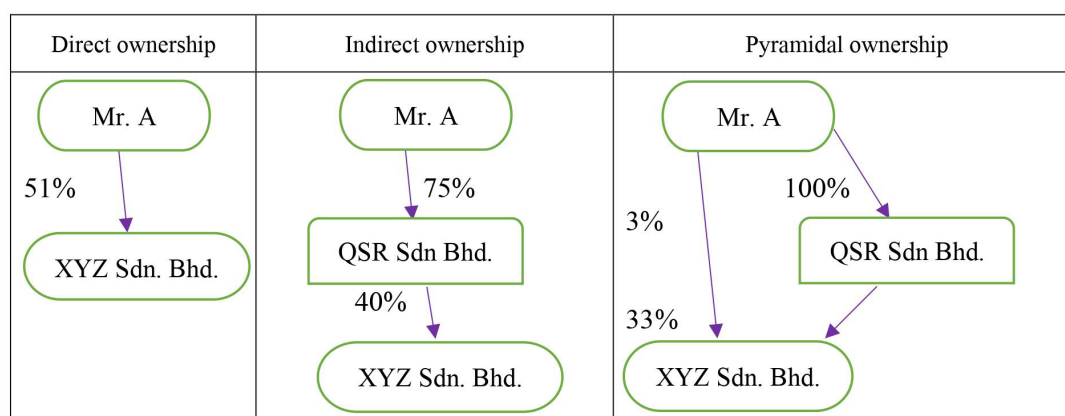 Direct ownership
Indirect ownership
Pyramidal ownership
Mr. A
51%
XYZ Sdn. Bhd.
Mr. A
75%
QSR Sdn Bhd.
40%
XYZ Sdn. Bhd.
Mr. A
100%
3%
QSR Sdn Bhd.
33%
XYZ Sdn. Bhd.